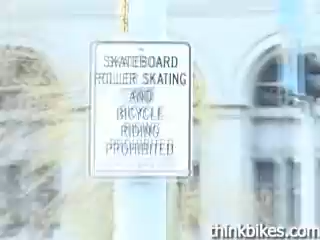 SKATEBOARD
ROLLER SKATING
AND
BICYCLE
RIDING
PROHIBITED
thinkbikes.com